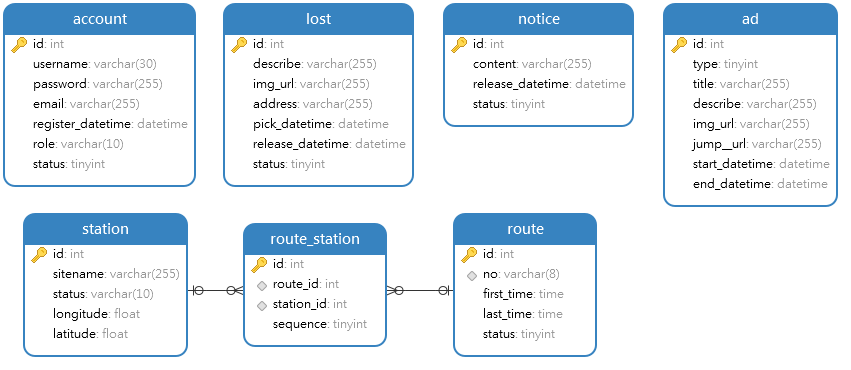 account
id: int
username: varchar(30)
password: varchar(255)
email: varchar(255)
register_datetime: datetime
role: varchar(10)
status: tinyint
lost
id: int
describe: varchar(255)
img_url: varchar(255)
address: varchar(255)
pick_datetime: datetime
release_datetime: datetime
status: tinyint
notice
id: int
content: varchar(255)
release_datetime: datetime
status: tinyint
ad
id: int
type: tinyint
title: varchar(255)
describe: varchar(255)
img_url: varchar(255)
jump__url: varchar(255)
start_datetime: datetime
end_datetime: datetime
station
id: int
sitename: varchar(255)
status: varchar(10)
longitude: float
latitude: float
route_station
id: int
route_id: int
station_id: int
sequence: tinyint
route
id: int
no: varchar(8)
first_time: time
last_time: time
status: tinyint